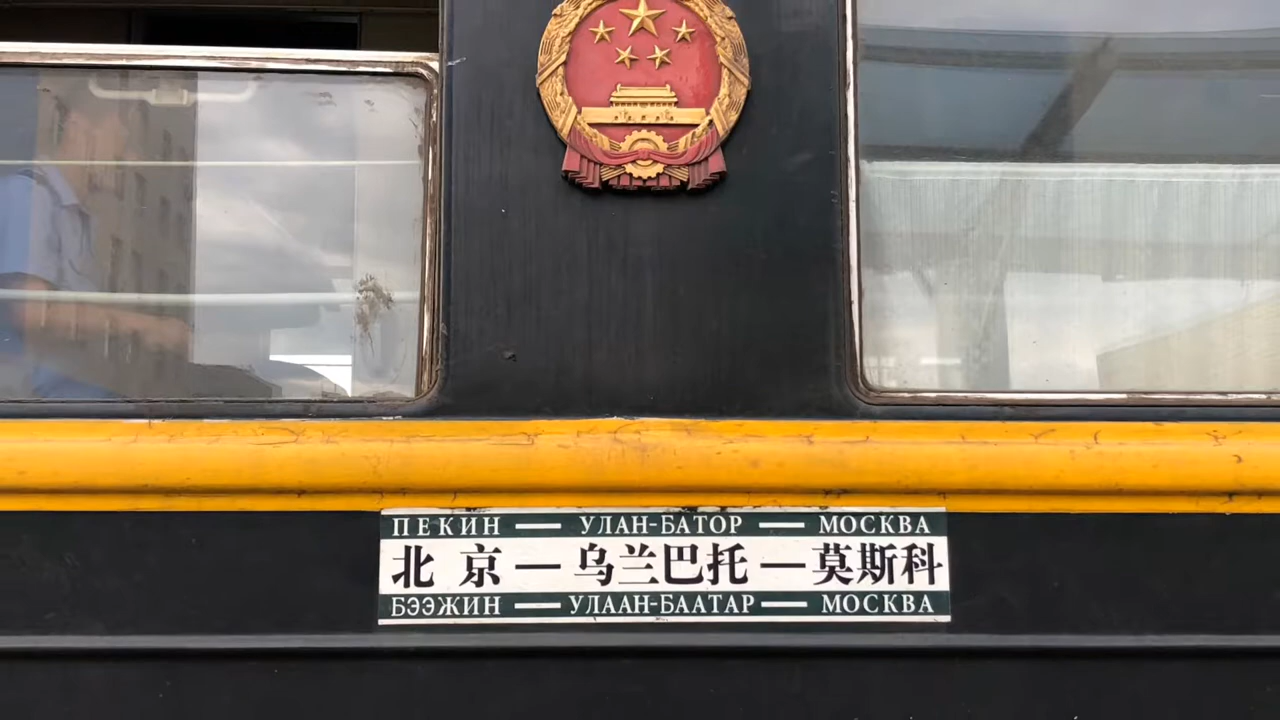 ПЕКИН — УЛАН-БАТОР — МОСКВА
北京 — 乌兰巴托 — 莫斯科
БЭЭЖИН — УЛААН-БААТАР — МОСКВА